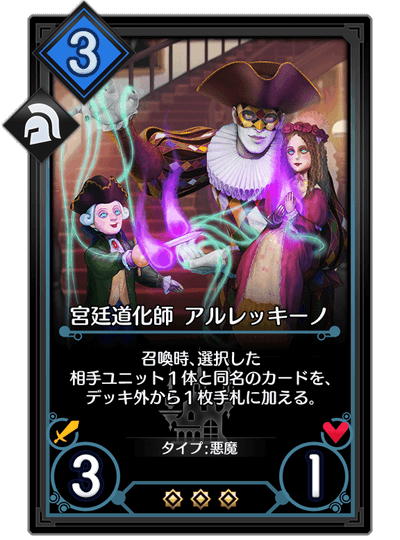 3
宮廷道化師 アルレッキーノ
召喚時、選択した
相手ユニット1体と同名のカードを、
デッキ外から1枚手札に加える。
タイプ:悪魔
3 1